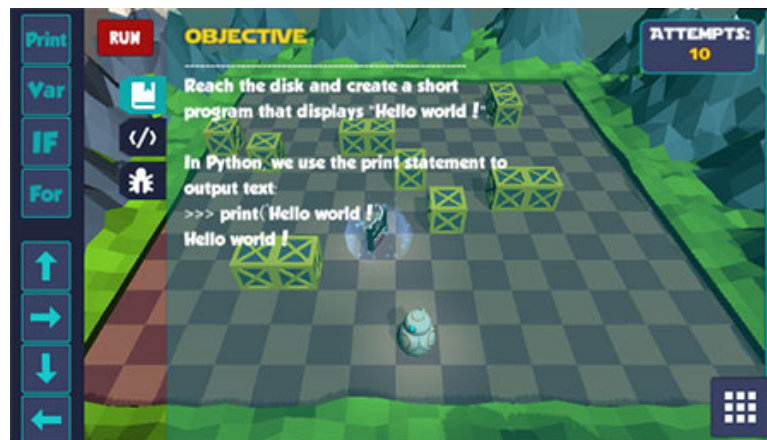 Print
Var
IF
For
RUN
</>
OBJECTIVE
Reach the disk and create a short
program that displays "Hello world !"
In Python, we use the print statement to
output text:
>>> print("Hello world !")
Hello world !
ATTEMPTS:
10